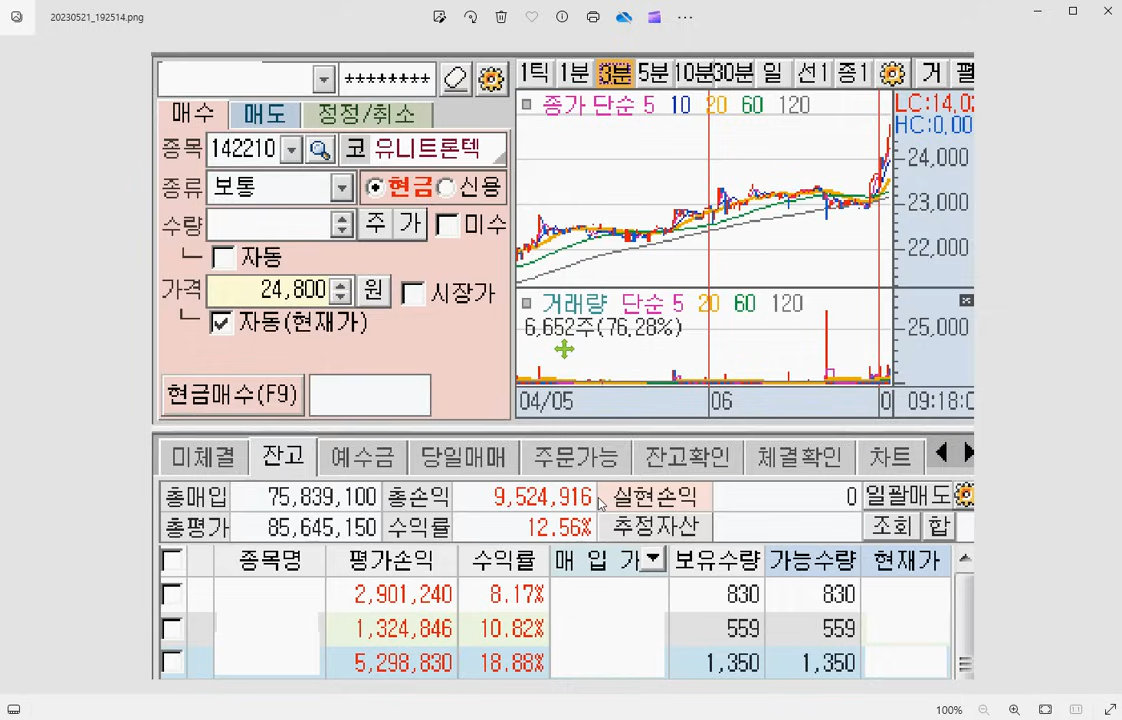 20230521_192514.png
********
1틱 1분 3분 5분 10분 30분 일 선1 종1 거
매수 매도 정정/취소
종목 142210 코 유니트론텍
종류 보통 현금 신용
수량 주 가 미수
자동
가격 24,800 원 시장가
자동(현재가)
현금매수(F9)
종가 단순 5 10 20 60 120
LC:14,0
HC:0,00
24,000
23,000
22,000
거래량 단순 5 20 60 120
6,652주(76,28%)
25,000
04/05 06 09:18:0
미체결 잔고 예수금 당일매매 주문가능 잔고확인 체결확인 차트
총매입 75,839,100 총손익 9,524,916 실현손익 0 일괄매도
총평가 85,645,150 수익률 12.56% 추정자산 조회 합
종목명 평가손익 수익률 매 입 가 보유수량 가능수량 현재가
2,901,240 8.17% 830 830
1,324,846 10.82% 559 559
5,298,830 18.88% 1,350 1,350
100%